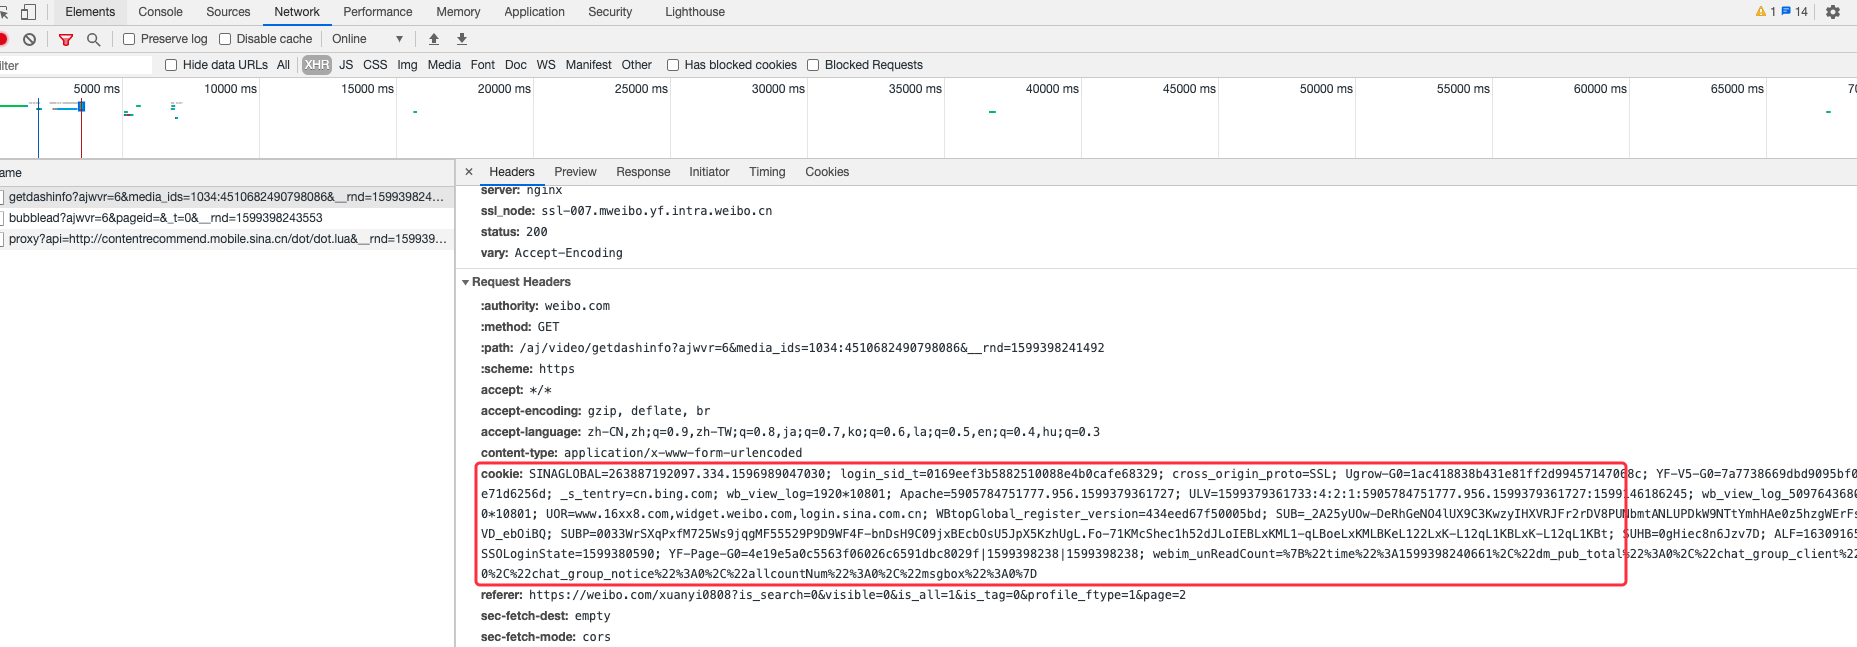 Elements Console Sources Network Performance Memory Application Security Lighthouse 1 14
Preserve log Disable cache Online
Hide data URLs All XHR JS CSS Img Media Font Doc WS Manifest Other Has blocked cookies Blocked Requests
5000 ms 10000 ms 15000 ms 20000 ms 25000 ms 30000 ms 35000 ms 40000 ms 45000 ms 50000 ms 55000 ms 60000 ms 65000 ms
ame
Headers Preview Response Initiator Timing Cookies
getdashinfo?ajwvr=6&media_ids=1034:4510682490798086&__rnd=159939824...
bubblead?ajwvr=6&pageid=&_t=0&__rnd=1599398243553
proxy?api=http://contentrecommend.mobile.sina.cn/dot/dot.lua&__rnd=159939...
server: nginx
ssl_node: ssl-007.mweibo.yf.intra.weibo.cn
status: 200
vary: Accept-Encoding
Request Headers
:authority: weibo.com
:method: GET
:path: /aj/video/getdashinfo?ajwvr=6&media_ids=1034:4510682490798086&__rnd=1599398241492
:scheme: https
accept: */*
accept-encoding: gzip, deflate, br
accept-language: zh-CN,zh;q=0.9,zh-TW;q=0.8,ja;q=0.7,ko;q=0.6,la;q=0.5,en;q=0.4,hu;q=0.3
content-type: application/x-www-form-urlencoded
cookie: SINAGLOBAL=263887192097.334.1596989047030; login_sid_t=0169eef3b5882510088e4b0cafe68329; cross_origin_proto=SSL; Ugrow-G0=1ac418838b431e81ff2d99457147068c; YF-V5-G0=7a7738669dbd9095bf0
e71d6256d; _s_tentry=cn.bing.com; wb_view_log=1920*10801; Apache=5905784751777.956.1599379361727; ULV=1599379361733:4:2:1:5905784751777.956.1599379361727:1599146186245; wb_view_log_509764368
0*10801; UOR=www.16xx8.com,widget.weibo.com,login.sina.com.cn; WBtopGlobal_register_version=434eed67f50005bd; SUB=_2A25yU0w-DeRhGeNO4lUX9C3KwzyIHXVRJFr2rDV8PUNbmtANLUPDkW9NTtYmhHAe0z5hzgWErFs
VD_ebOiBQ; SUBP=0033WrSXqPxfM725Ws9jqgMF55529P9D9WF4F-bnDsH9C09jxBEcbOsU5JpX5KzhUgL.Fo-71KMcShec1h52dJLoIEBLxKML1-qLBoeLxKMLBKeL122LxK-L12qL1KBLxK-L12qL1KBt; SUHB=0gHiec8n6Jzv7D; ALF=16309165
SSOLoginState=1599380590; YF-Page-G0=4e19e5a0c5563f06026c6591dbc8029f|1599398238|1599398238; webim_unReadCount=%7B%22time%22%3A1599398240661%2C%22dm_pub_total%22%3A0%2C%22chat_group_client%22
0%2C%22chat_group_notice%22%3A0%2C%22allcountNum%22%3A0%2C%22msgbox%22%3A0%7D
referer: https://weibo.com/xuanyi0808?is_search=0&visible=0&is_all=1&is_tag=0&profile_ftype=1&page=2
sec-fetch-dest: empty
sec-fetch-mode: cors